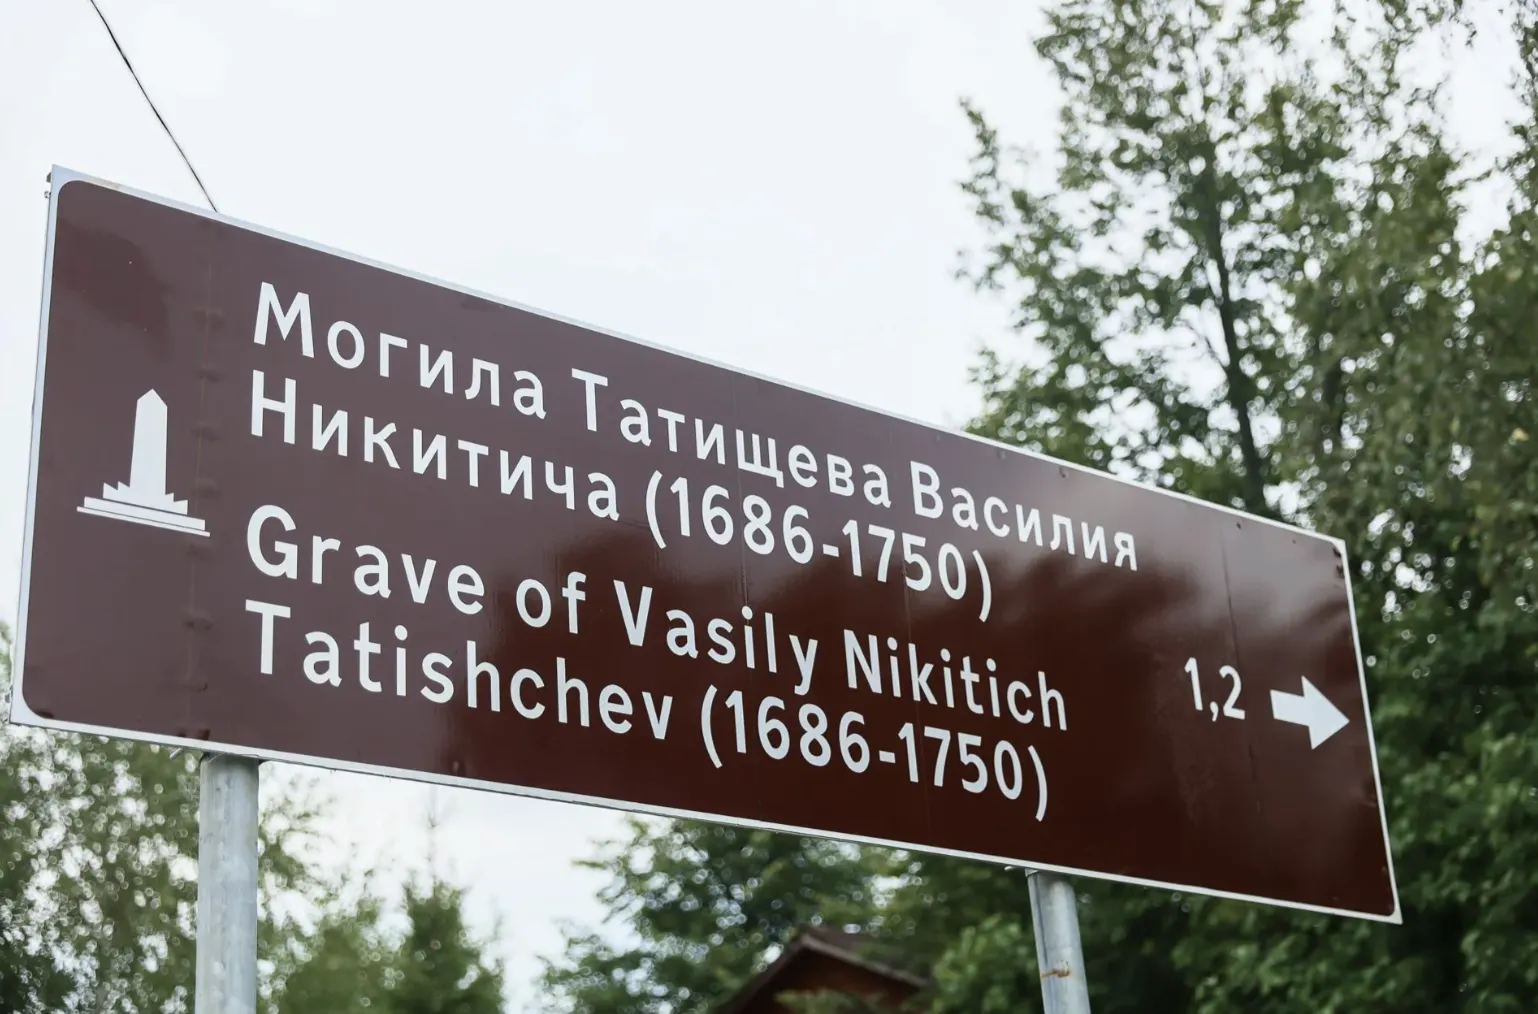 Могила Татищева Василия
Никитича (1686-1750)
Grave of Vasily Nikitich
Tatishchev (1686-1750)
1,2